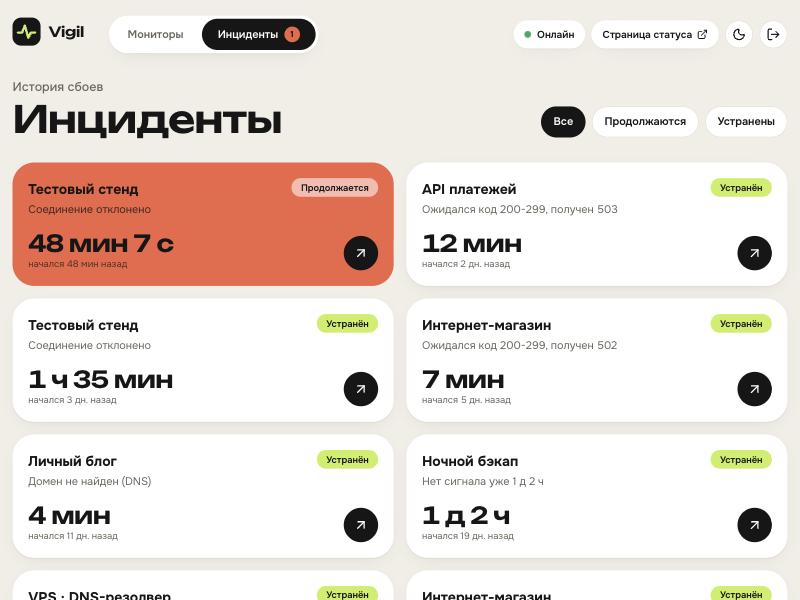 Vigil
Мониторы
Инциденты 1
Онлайн
Страница статуса
История сбоев
Инциденты
Все
Продолжаются
Устранены
Тестовый стенд
Продолжается
Соединение отклонено
48 мин 7 с
начался 48 мин назад
API платежей
Устранён
Ожидался код 200-299, получен 503
12 мин
начался 2 дн. назад
Тестовый стенд
Устранён
Соединение отклонено
1 ч 35 мин
начался 3 дн. назад
Интернет-магазин
Устранён
Ожидался код 200-299, получен 502
7 мин
начался 5 дн. назад
Личный блог
Устранён
Домен не найден (DNS)
4 мин
начался 11 дн. назад
Ночной бэкап
Устранён
Нет сигнала уже 1 д 2 ч
1 д 2 ч
начался 19 дн. назад
VPS · DNS-резолвер
Устранён
Интернет-магазин
Устранён